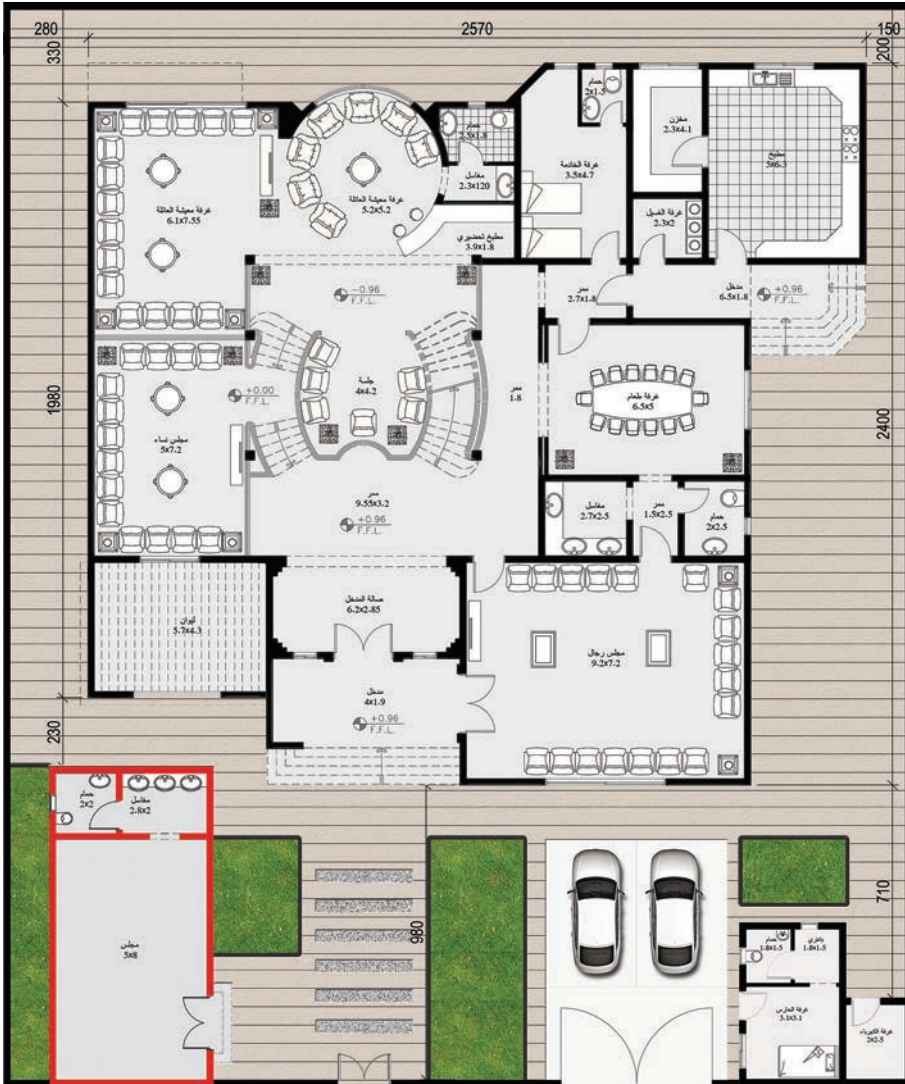 280
2570
150
330
200
حمام
2x1.5
مخزن
2.3x4.1
مطبخ
5x6.3
حمام
2.5x1.8
غرفة الخادمة
3.5x4.7
مغاسل
2.3x120
غرفة معيشة العائلة
5.2x5.2
غرفة معيشة العائلة
6.1x7.55
غرفة الغسيل
2.3x2
مطبخ تحضيري
3.9x1.8
-0.96
F.F.L.
ممر
2.7x1.8
مدخل
6.5x1.8
+0.96
F.F.L.
1980
2400
+0.00
F.F.L.
جلسة
4x4.2
ممر
1.8
غرفة طعام
6.5x5
مجلس نساء
5x7.2
ممر
9.55x3.2
+0.96
F.F.L.
مغاسل
2.7x2.5
ممر
1.5x2.5
حمام
2x2.5
صالة المدخل
6.2x2.85
ليوان
5.7x4.3
مجلس رجال
9.2x7.2
مدخل
4x1.9
+0.96
F.F.L.
230
حمام
2x2
مغاسل
2.8x2
710
980
مجلس
5x8
حمام
1.8x1.5
بانتري
1.8x1.5
غرفة الحارس
3.1x3.1
غرفة الكهرباء
2x2.5